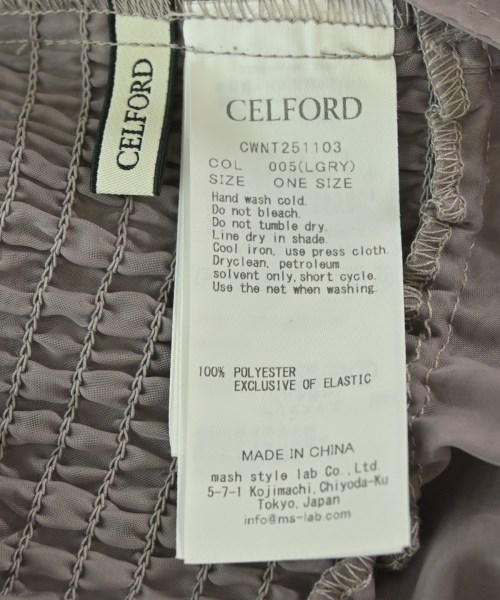 CELFORD
CELFORD
CWNT251103
COL 005(LGRY)
SIZE ONE SIZE
Hand wash cold.
Do not bleach.
Do not tumble dry.
Line dry in shade.
Cool iron, use press cloth.
Dryclean, petroleum
solvent only, short cycle.
Use the net when washing.
100% POLYESTER
EXCLUSIVE OF ELASTIC
MADE IN CHINA
mash style lab Co.,Ltd.
5-7-1 Kojimachi,Chiyoda-Ku
Tokyo, Japan
info@ms-lab.com